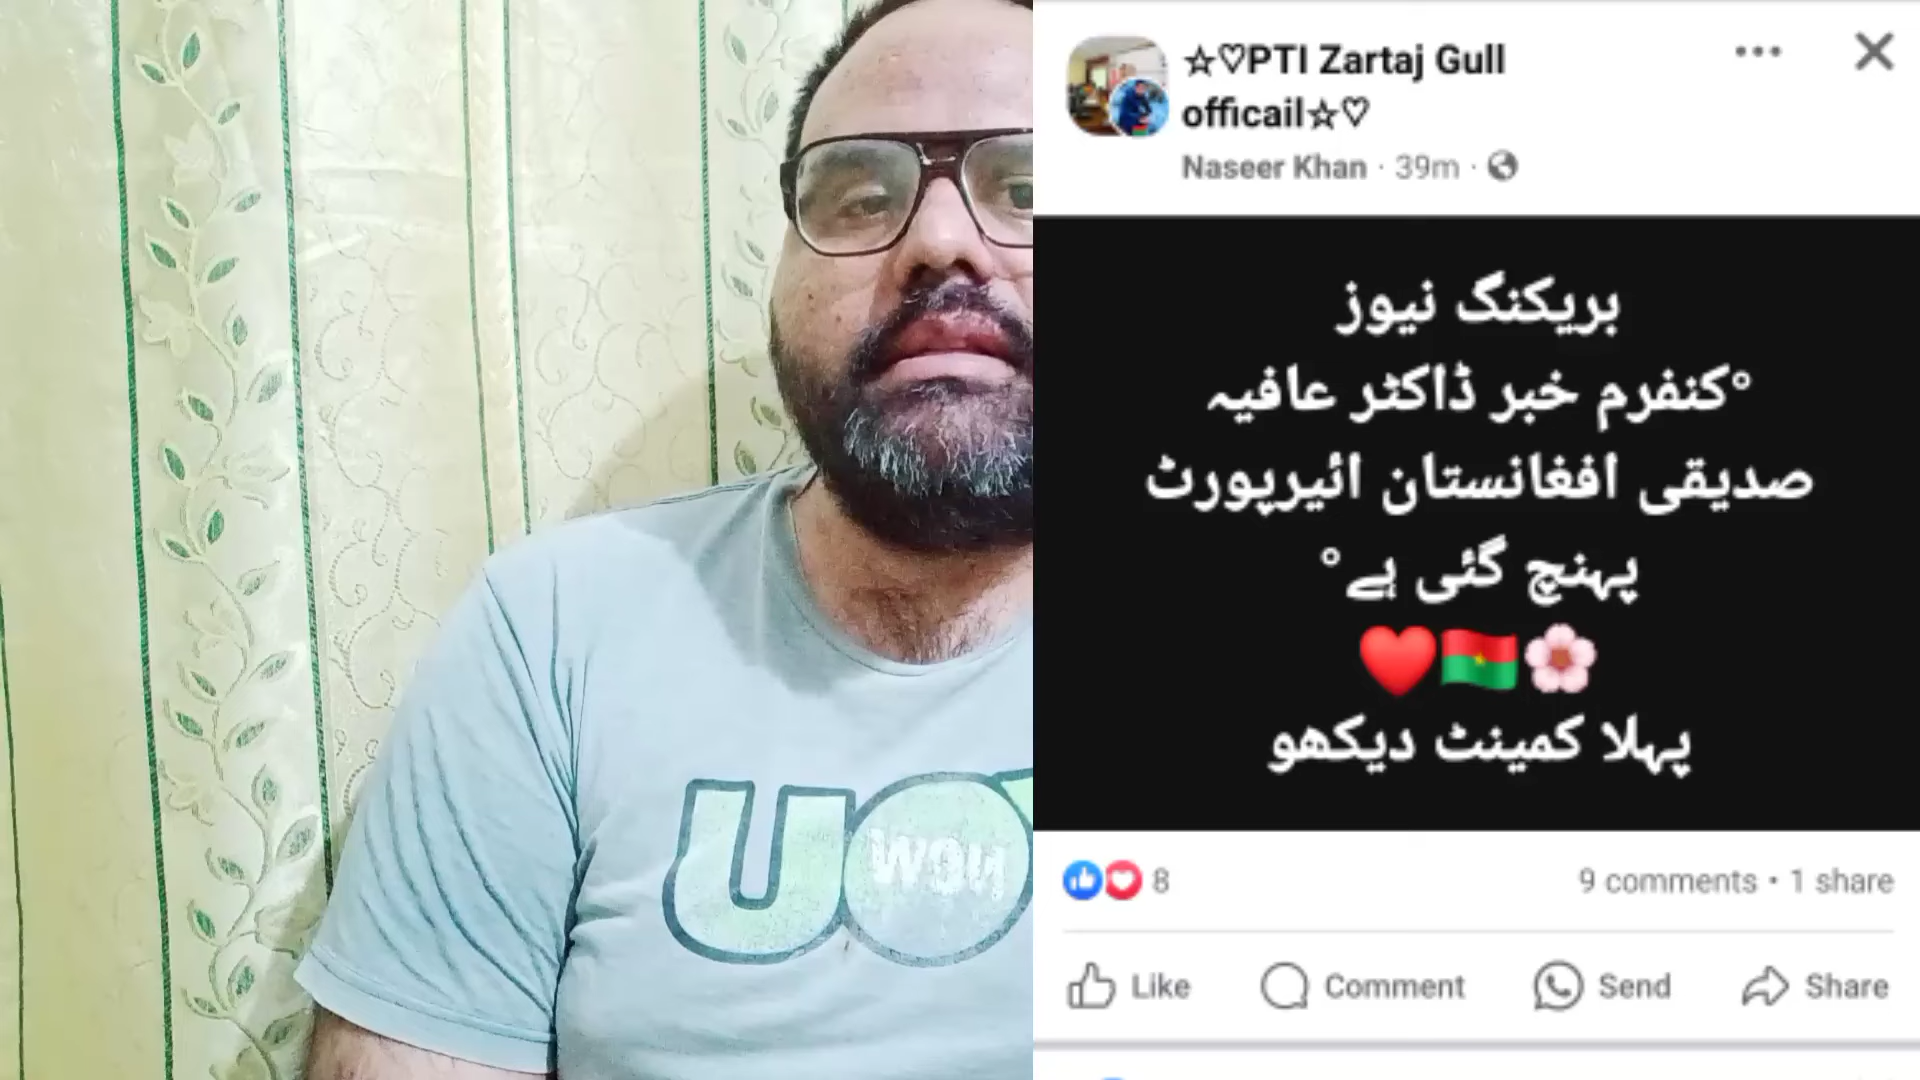 ☆♡PTI Zartaj Gull
officail☆♡
Naseer Khan · 39m ·
بریکنگ نیوز
°کنفرم خبر ڈاکٹر عافیہ
صدیقی افغانستان ائیرپورٹ
پہنچ گئی ہے°
❤️🇧🇫🌸
پہلا کمینٹ دیکھو
8
9 comments • 1 share
Like Comment Send Share
UO
new